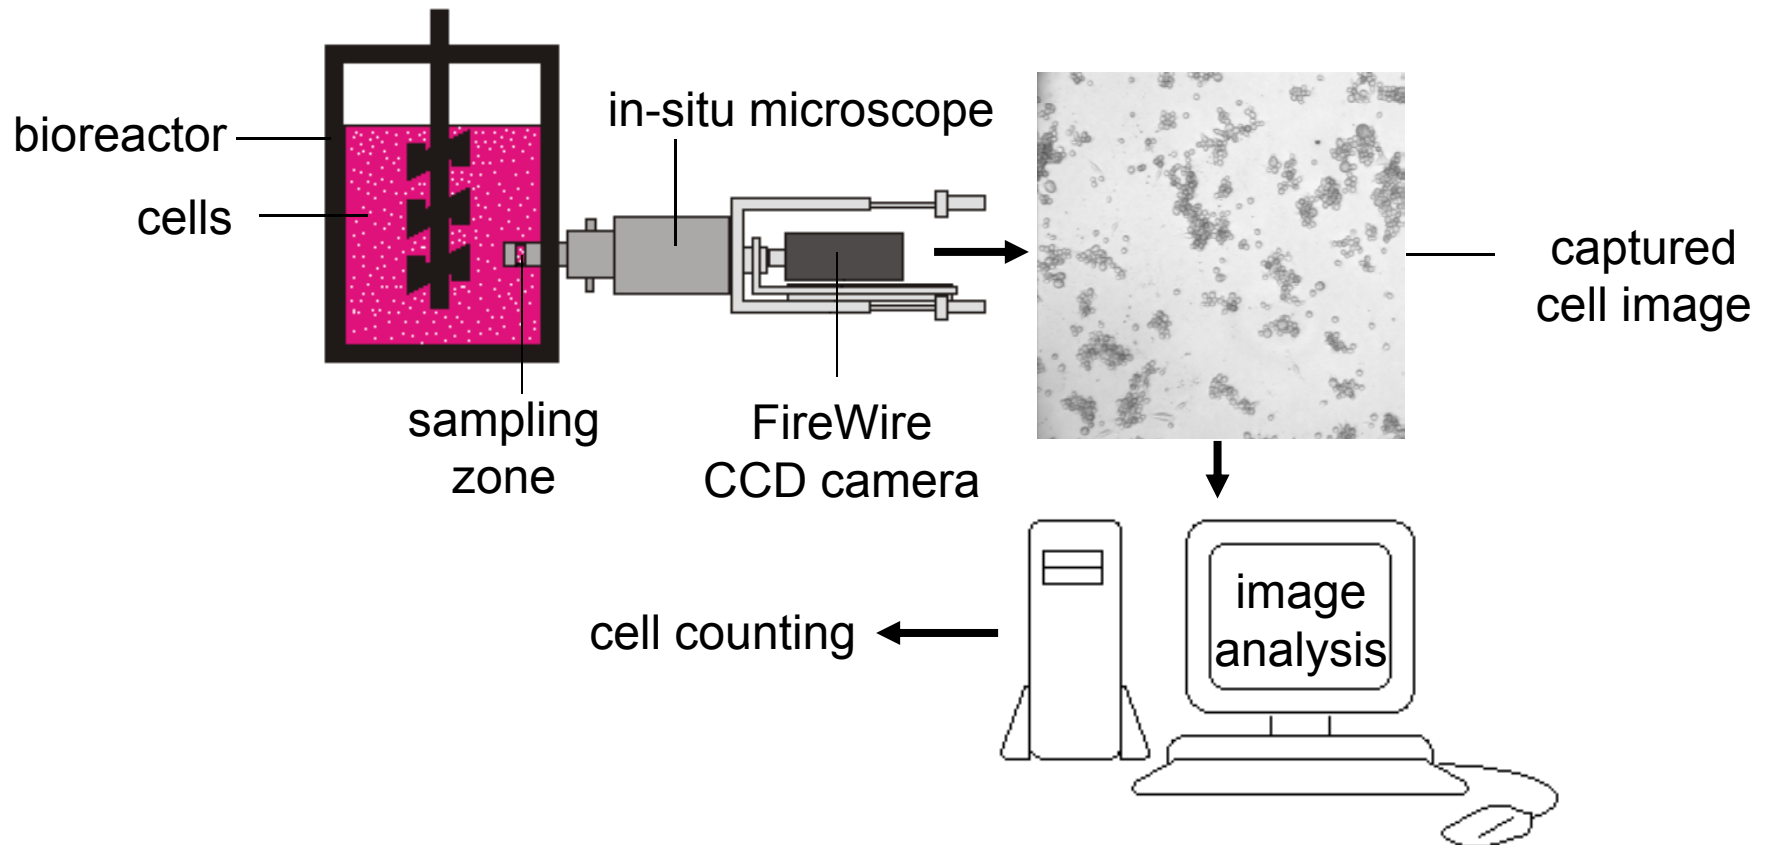 bioreactor
cells
in-situ microscope
sampling
zone
FireWire
CCD camera
captured
cell image
image
analysis
cell counting